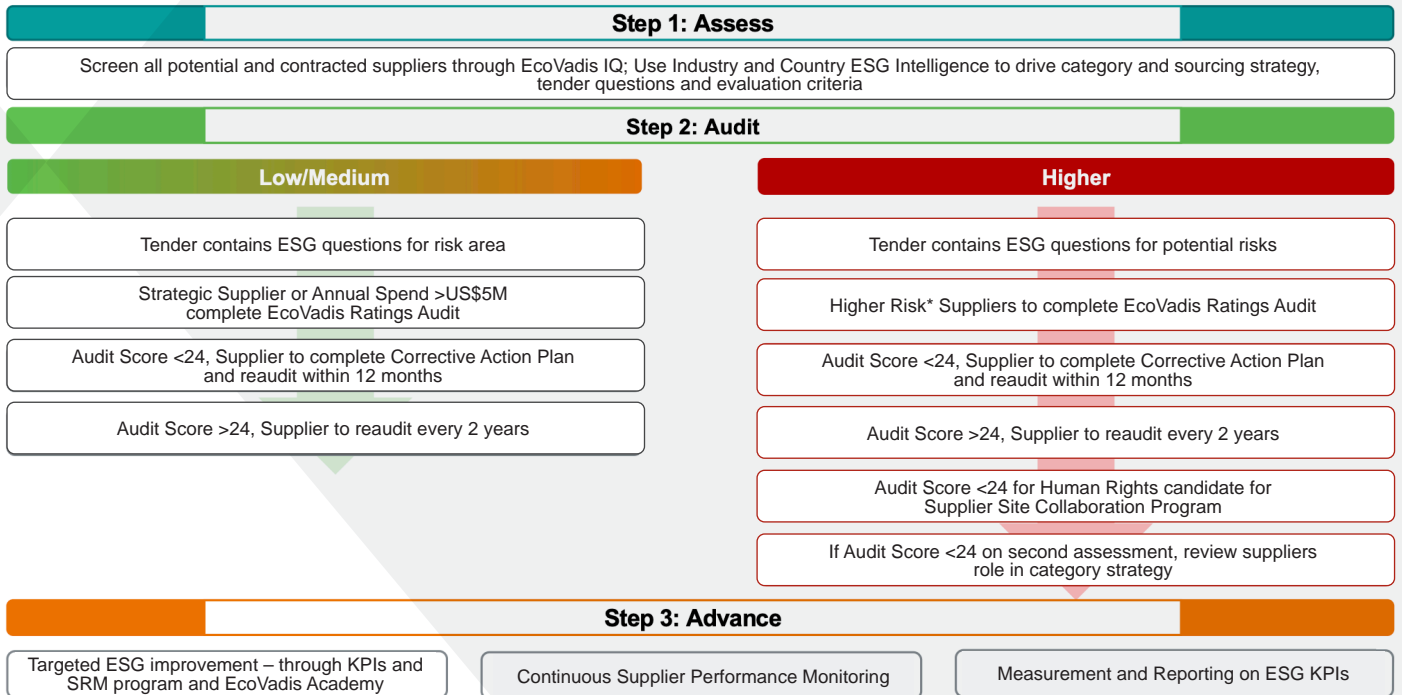 Step 1: Assess
Screen all potential and contracted suppliers through EcoVadis IQ; Use Industry and Country ESG Intelligence to drive category and sourcing strategy,
tender questions and evaluation criteria
Step 2: Audit
Low/Medium
Tender contains ESG questions for risk area
Strategic Supplier or Annual Spend >US$5M
complete EcoVadis Ratings Audit
Audit Score <24, Supplier to complete Corrective Action Plan
and reaudit within 12 months
Audit Score >24, Supplier to reaudit every 2 years
Higher
Tender contains ESG questions for potential risks
Higher Risk* Suppliers to complete EcoVadis Ratings Audit
Audit Score <24, Supplier to complete Corrective Action Plan
and reaudit within 12 months
Audit Score >24, Supplier to reaudit every 2 years
Audit Score <24 for Human Rights candidate for
Supplier Site Collaboration Program
If Audit Score <24 on second assessment, review suppliers
role in category strategy
Step 3: Advance
Targeted ESG improvement – through KPIs and
SRM program and EcoVadis Academy
Continuous Supplier Performance Monitoring
Measurement and Reporting on ESG KPIs